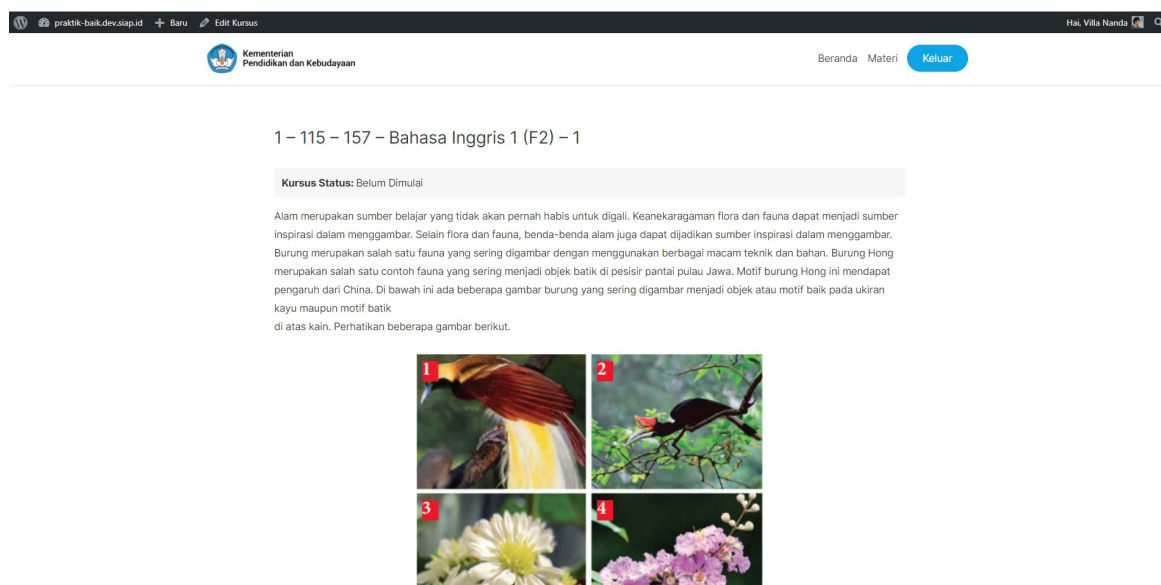 praktik-baik.dev.siap.id + Baru Edit Kursus Hai, Villa Nanda
Kementerian
Pendidikan dan Kebudayaan
Beranda Materi Keluar
1 – 115 – 157 – Bahasa Inggris 1 (F2) – 1
Kursus Status: Belum Dimulai
Alam merupakan sumber belajar yang tidak akan pernah habis untuk digali. Keanekaragaman flora dan fauna dapat menjadi sumber
inspirasi dalam menggambar. Selain flora dan fauna, benda-benda alam juga dapat dijadikan sumber inspirasi dalam menggambar.
Burung merupakan salah satu fauna yang sering digambar dengan menggunakan berbagai macam teknik dan bahan. Burung Hong
merupakan salah satu contoh fauna yang sering menjadi objek batik di pesisir pantai pulau Jawa. Motif burung Hong ini mendapat
pengaruh dari China. Di bawah ini ada beberapa gambar burung yang sering digambar menjadi objek atau motif baik pada ukiran
kayu maupun motif batik
di atas kain. Perhatikan beberapa gambar berikut.
1 2
3 4